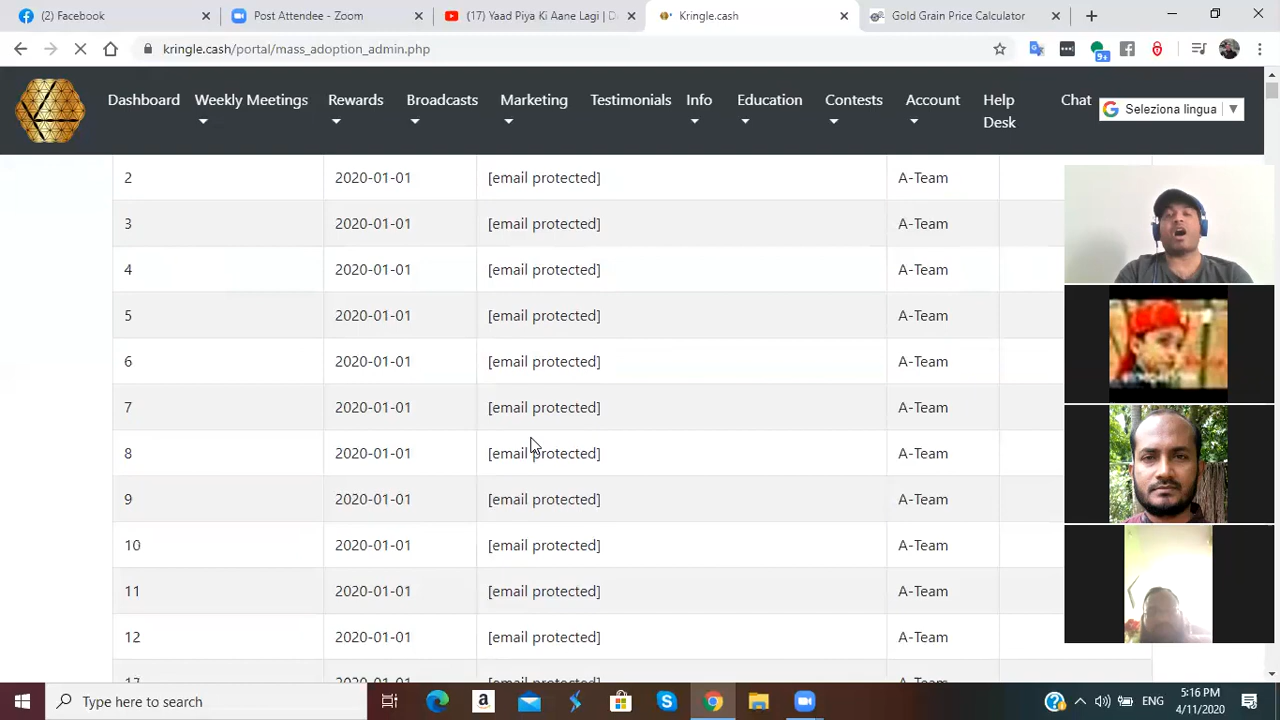 (2) Facebook
Post Attendee - Zoom
(17) Yaad Piya Ki Aane Lagi | D
Kringle.cash
Gold Grain Price Calculator
kringle.cash/portal/mass_adoption_admin.php
9+
Dashboard Weekly Meetings Rewards Broadcasts Marketing Testimonials Info Education Contests Account Help Desk Chat
Seleziona lingua ▼
2 2020-01-01 [email protected] A-Team
3 2020-01-01 [email protected] A-Team
4 2020-01-01 [email protected] A-Team
5 2020-01-01 [email protected] A-Team
6 2020-01-01 [email protected] A-Team
7 2020-01-01 [email protected] A-Team
8 2020-01-01 [email protected] A-Team
9 2020-01-01 [email protected] A-Team
10 2020-01-01 [email protected] A-Team
11 2020-01-01 [email protected] A-Team
12 2020-01-01 [email protected] A-Team
Type here to search
ENG
5:16 PM
4/11/2020